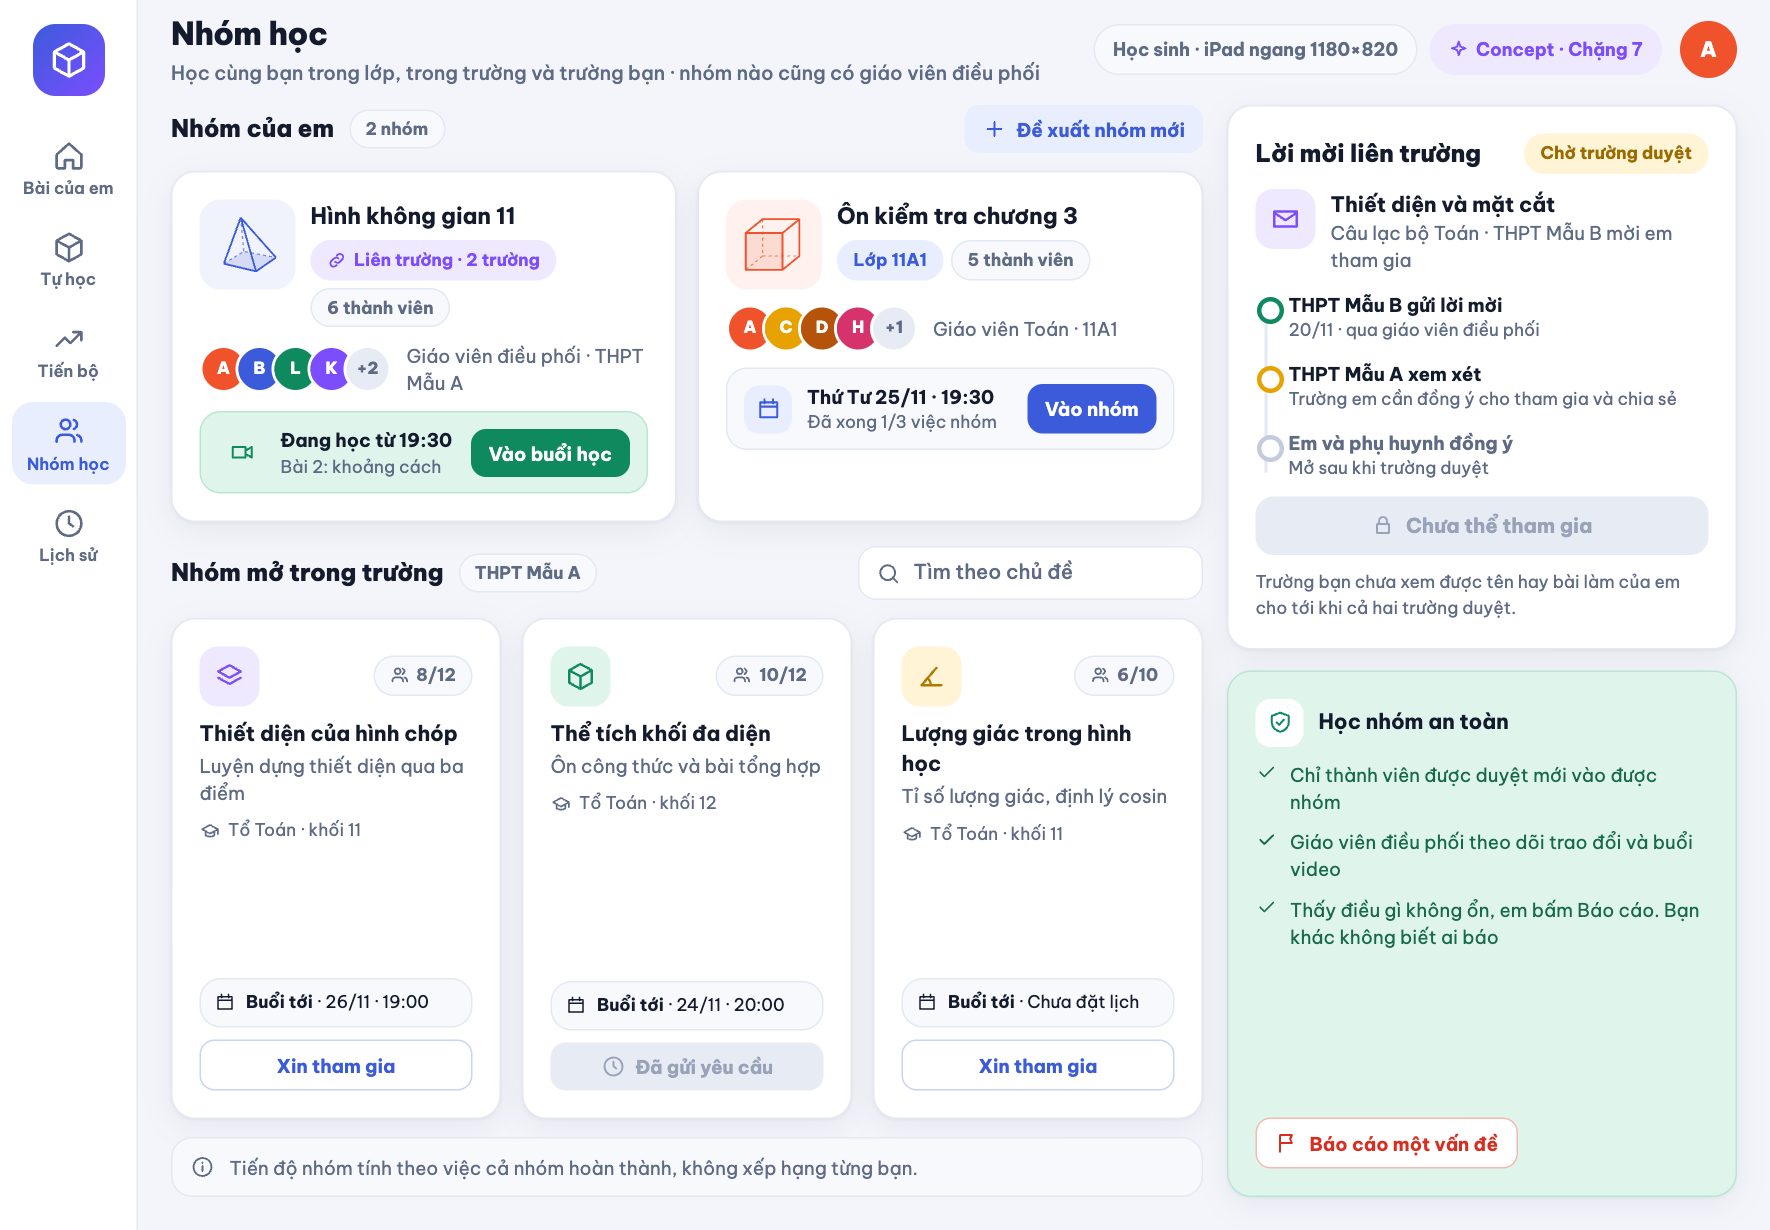 Bài của em
Tự học
Tiến bộ
Nhóm học
Lịch sử
Nhóm học
Học cùng bạn trong lớp, trong trường và trường bạn · nhóm nào cũng có giáo viên điều phối
Học sinh · iPad ngang 1180×820
Concept · Chặng 7
A
Nhóm của em
2 nhóm
Đề xuất nhóm mới
Hình không gian 11
Liên trường · 2 trường
6 thành viên
A B L K +2
Giáo viên điều phối · THPT
Mẫu A
Đang học từ 19:30
Bài 2: khoảng cách
Vào buổi học
Ôn kiểm tra chương 3
Lớp 11A1
5 thành viên
A C D H +1
Giáo viên Toán · 11A1
Thứ Tư 25/11 · 19:30
Đã xong 1/3 việc nhóm
Vào nhóm
Nhóm mở trong trường
THPT Mẫu A
Tìm theo chủ đề
8/12
Thiết diện của hình chóp
Luyện dựng thiết diện qua ba
điểm
Tổ Toán · khối 11
Buổi tới · 26/11 · 19:00
Xin tham gia
10/12
Thể tích khối đa diện
Ôn công thức và bài tổng hợp
Tổ Toán · khối 12
Buổi tới · 24/11 · 20:00
Đã gửi yêu cầu
6/10
Lượng giác trong hình
học
Tỉ số lượng giác, định lý cosin
Tổ Toán · khối 11
Buổi tới · Chưa đặt lịch
Xin tham gia
Tiến độ nhóm tính theo việc cả nhóm hoàn thành, không xếp hạng từng bạn.
Lời mời liên trường
Chờ trường duyệt
Thiết diện và mặt cắt
Câu lạc bộ Toán · THPT Mẫu B mời em
tham gia
THPT Mẫu B gửi lời mời
20/11 · qua giáo viên điều phối
THPT Mẫu A xem xét
Trường em cần đồng ý cho tham gia và chia sẻ
Em và phụ huynh đồng ý
Mở sau khi trường duyệt
Chưa thể tham gia
Trường bạn chưa xem được tên hay bài làm của em
cho tới khi cả hai trường duyệt.
Học nhóm an toàn
Chỉ thành viên được duyệt mới vào được
nhóm
Giáo viên điều phối theo dõi trao đổi và buổi
video
Thấy điều gì không ổn, em bấm Báo cáo. Bạn
khác không biết ai báo
Báo cáo một vấn đề